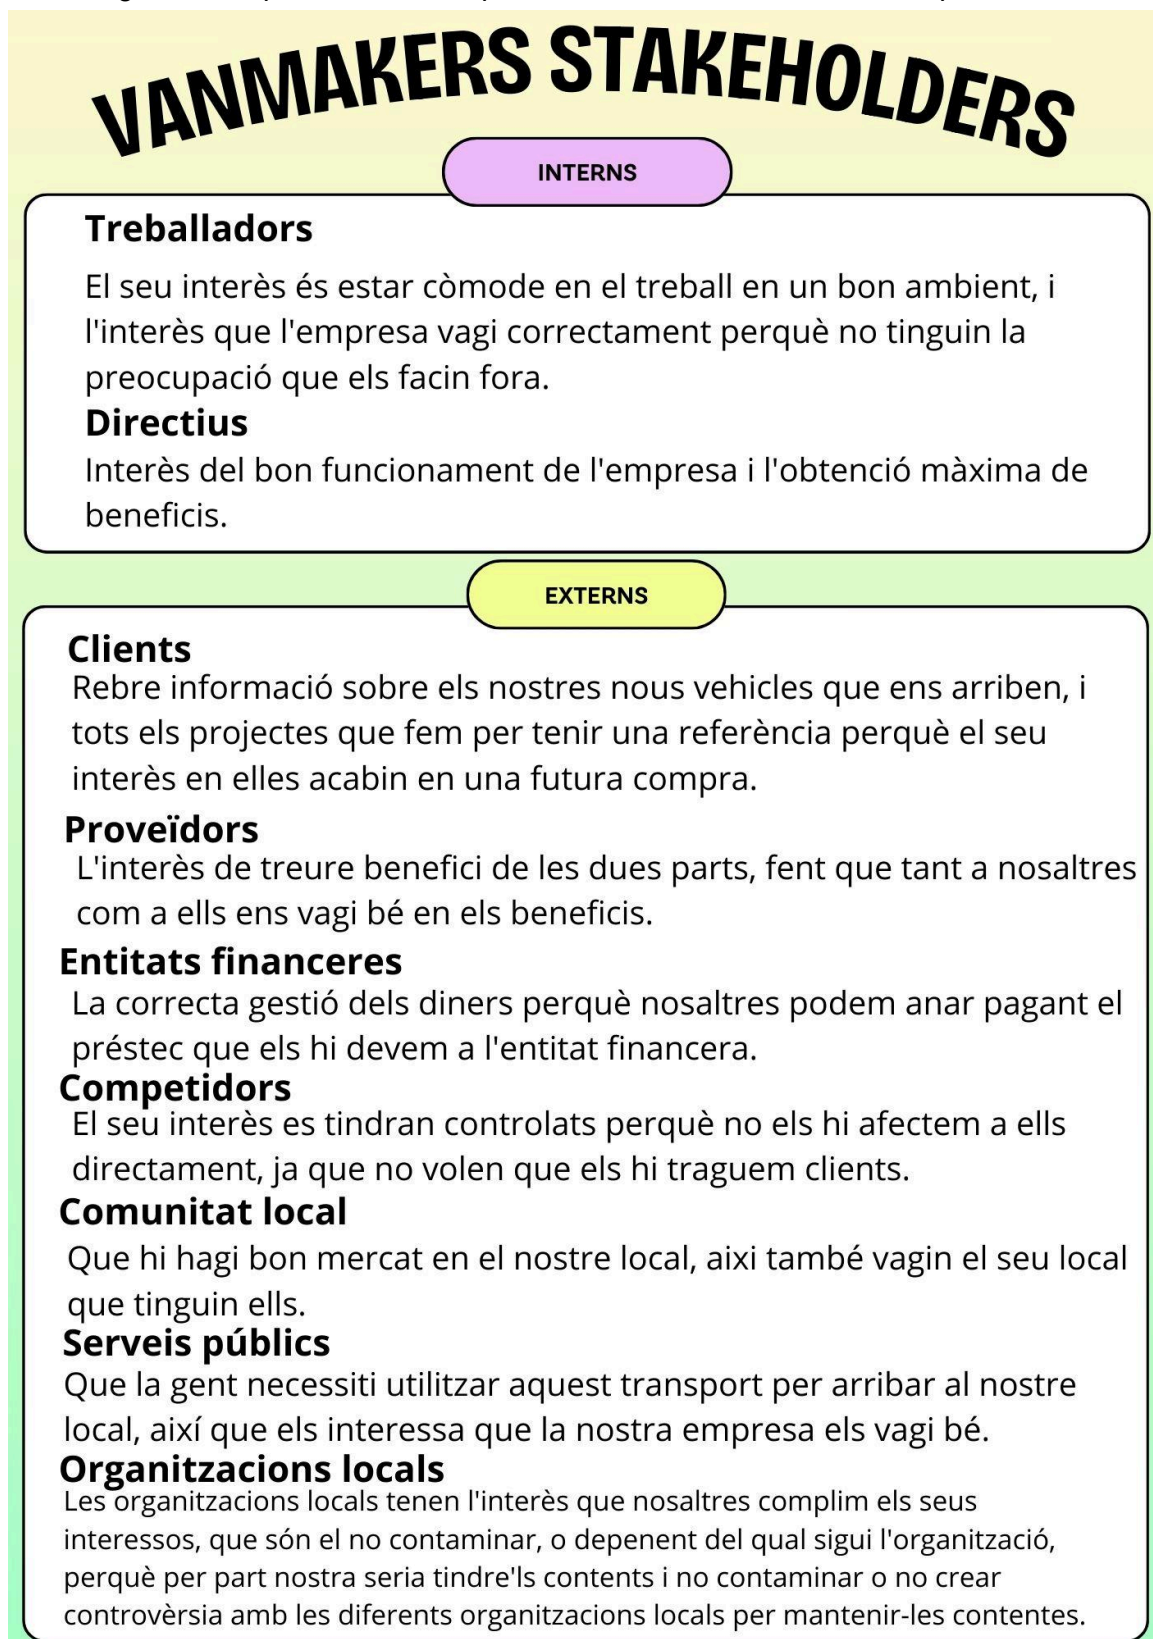 VANMAKERS STAKEHOLDERS
INTERNS
Treballadors
El seu interès és estar còmode en el treball en un bon ambient, i
l'interès que l'empresa vagi correctament perquè no tinguin la
preocupació que els facin fora.
Directius
Interès del bon funcionament de l'empresa i l'obtenció màxima de
beneficis.
EXTERNS
Clients
Rebre informació sobre els nostres nous vehicles que ens arriben, i
tots els projectes que fem per tenir una referència perquè el seu
interès en elles acabin en una futura compra.
Proveïdors
L'interès de treure benefici de les dues parts, fent que tant a nosaltres
com a ells ens vagi bé en els beneficis.
Entitats financeres
La correcta gestió dels diners perquè nosaltres podem anar pagant el
préstec que els hi devem a l'entitat financera.
Competidors
El seu interès es tindran controlats perquè no els hi afectem a ells
directament, ja que no volen que els hi traguem clients.
Comunitat local
Que hi hagi bon mercat en el nostre local, aixi també vagin el seu local
que tinguin ells.
Serveis públics
Que la gent necessiti utilitzar aquest transport per arribar al nostre
local, així que els interessa que la nostra empresa els vagi bé.
Organitzacions locals
Les organitzacions locals tenen l'interès que nosaltres complim els seus
interessos, que són el no contaminar, o depenent del qual sigui l'organització,
perquè per part nostra seria tindre'ls contents i no contaminar o no crear
controvèrsia amb les diferents organitzacions locals per mantenir-les contentes.